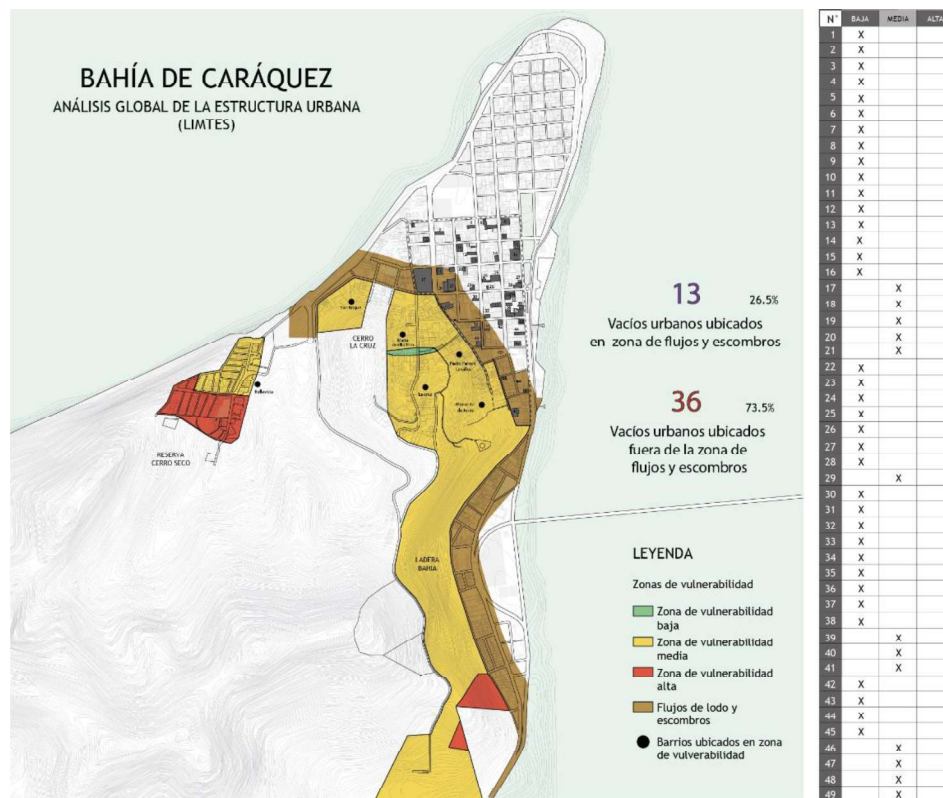 BAHÍA DE CARÁQUEZ
ANÁLISIS GLOBAL DE LA ESTRUCTURA URBANA
(LIMTES)
13 26.5%
Vacíos urbanos ubicados
en zona de flujos y escombros
36 73.5%
Vacíos urbanos ubicados
fuera de la zona de
flujos y escombros
CERRO
LA CRUZ
Bellavista
RESERVA
CERRO SECO
LADERA
BAHIA
LEYENDA
Zonas de vulnerabilidad
Zona de vulnerabilidad
baja
Zona de vulnerabilidad
media
Zona de vulnerabilidad
alta
Flujos de lodo y
escombros
Barrios ubicados en zona
de vulverabilidad
N° BAJA MEDIA ALTA
1 X
2 X
3 X
4 X
5 X
6 X
7 X
8 X
9 X
10 X
11 X
12 X
13 X
14 X
15 X
16 X
17 X
18 X
19 X
20 X
21 X
22 X
23 X
24 X
25 X
26 X
27 X
28 X
29 X
30 X
31 X
32 X
33 X
34 X
35 X
36 X
37 X
38 X
39 X
40 X
41 X
42 X
43 X
44 X
45 X
46 X
47 X
48 X
49 X